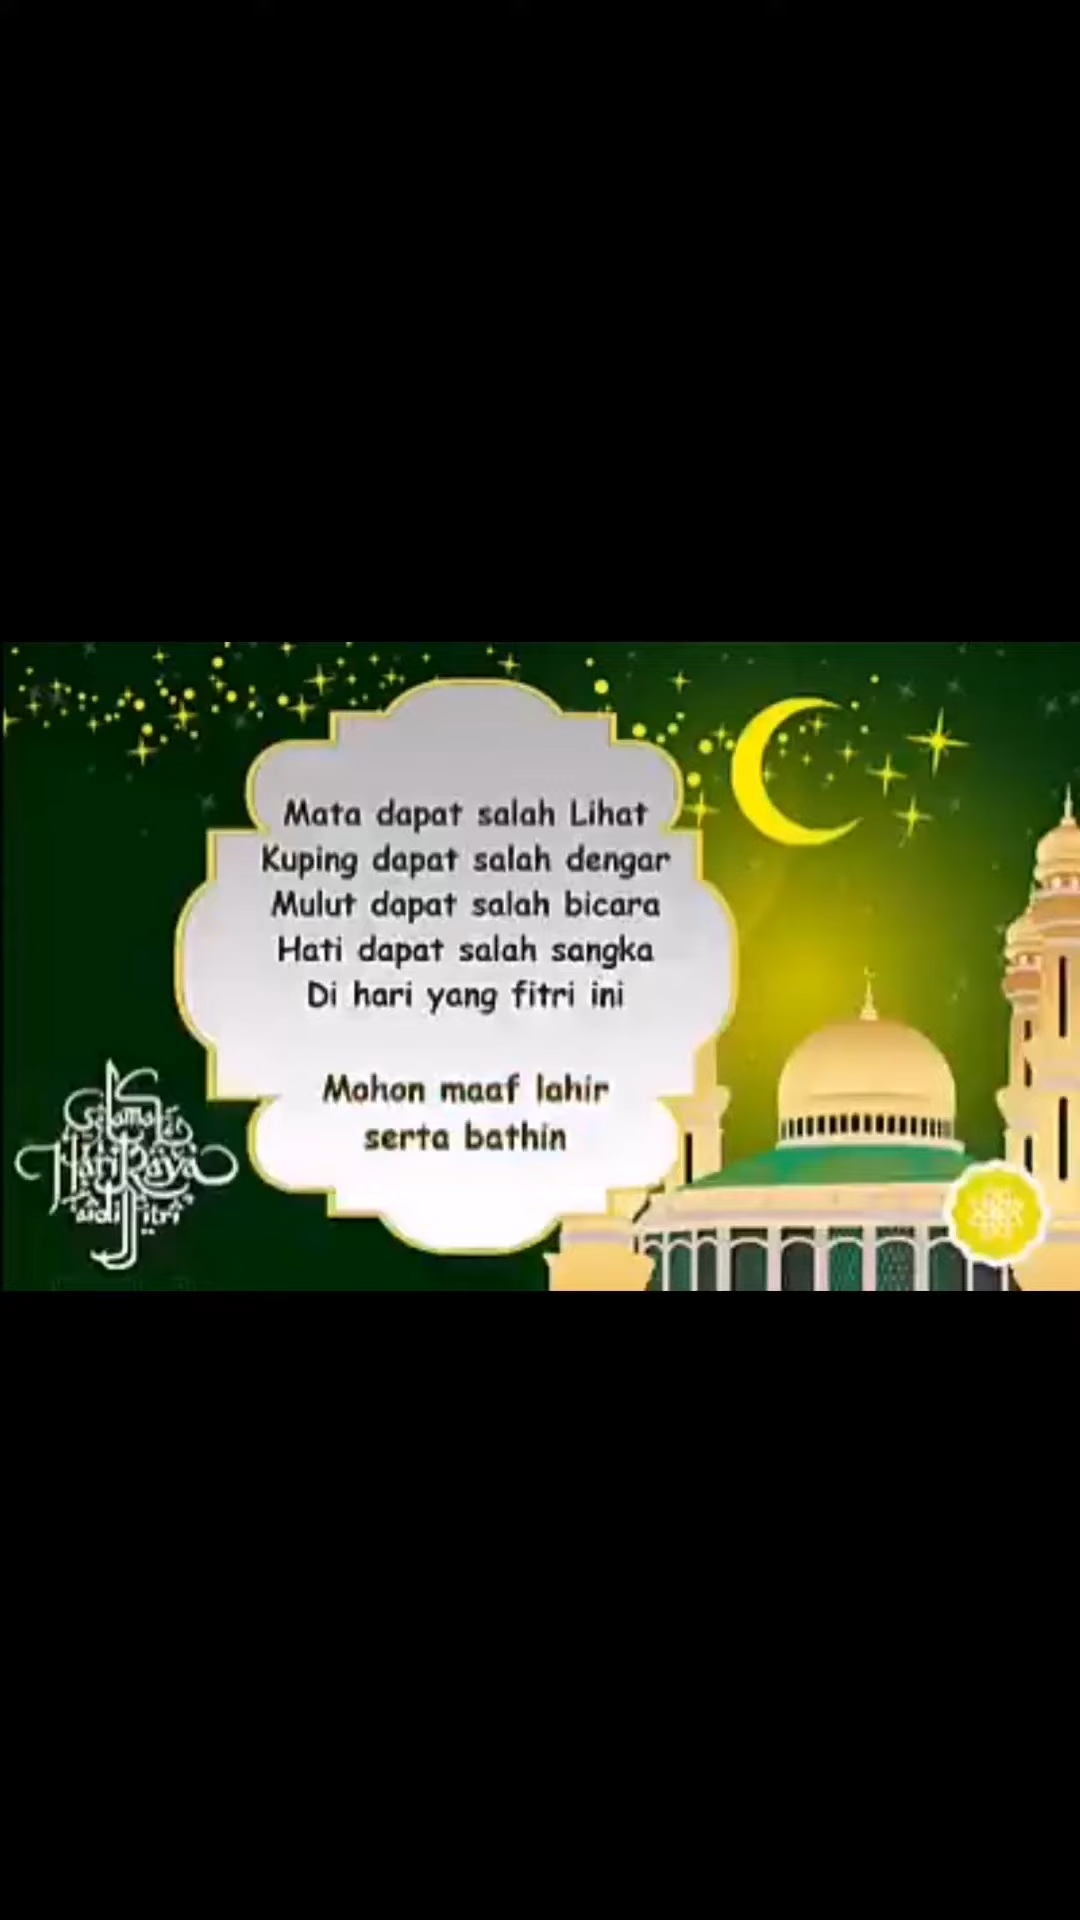 Mata dapat salah Lihat
Kuping dapat salah dengar
Mulut dapat salah bicara
Hati dapat salah sangka
Di hari yang fitri ini
Mohon maaf lahir
serta bathin
Selamat
Hari Raya
aidil fitri